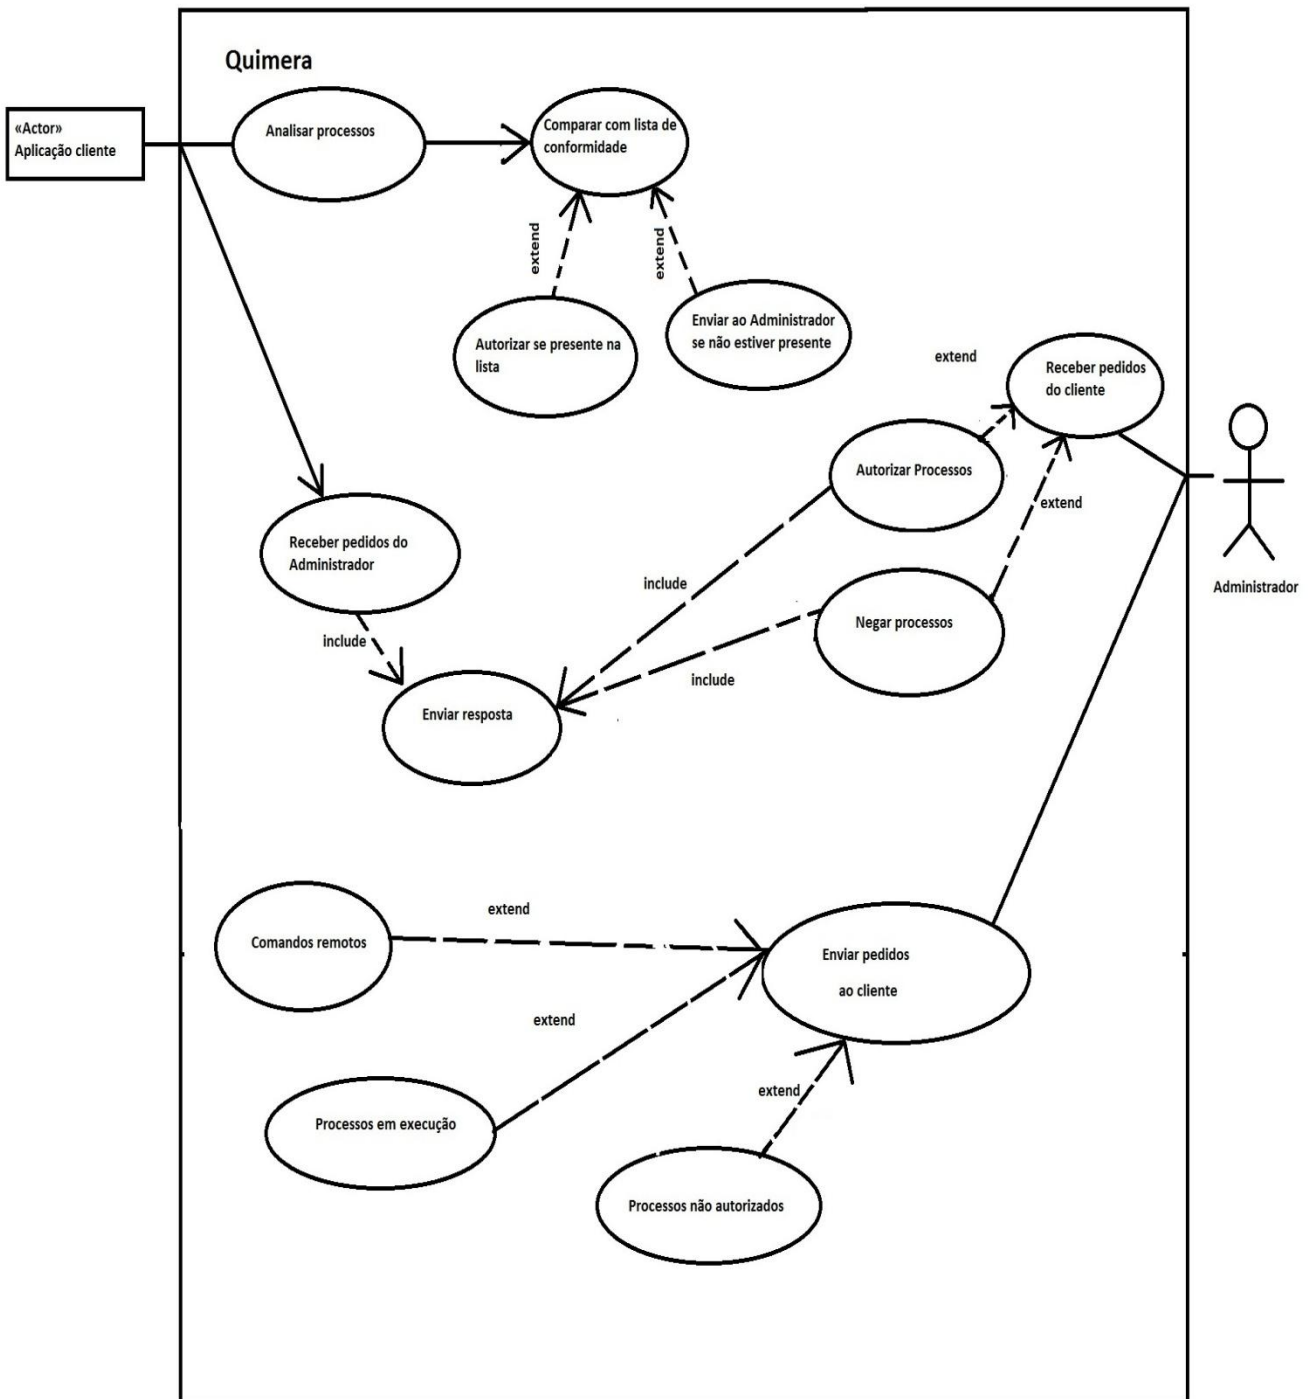 Quimera
«Actor»
Aplicação cliente
Analisar processos
Comparar com lista de
conformidade
extend
extend
Autorizar se presente na
lista
Enviar ao Administrador
se não estiver presente
extend
Receber pedidos
do cliente
Autorizar Processos
extend
Receber pedidos do
Administrador
include
Administrador
include
Negar processos
include
Enviar resposta
extend
Comandos remotos
Enviar pedidos
ao cliente
extend
extend
Processos em execução
Processos não autorizados